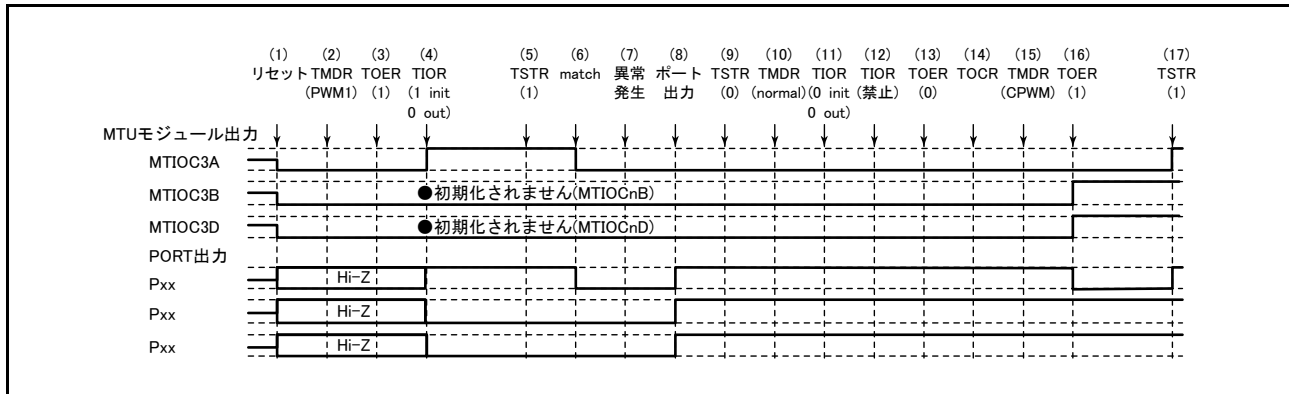 (1) (2) (3) (4) (5) (6) (7) (8) (9) (10) (11) (12) (13) (14) (15) (16) (17)
リセット TMDR TOER TIOR TSTR match 異常 ポート TSTR TMDR TIOR TIOR TOER TOCR TMDR TOER TSTR
(PWM1) (1) (1 init (1) 発生 出力 (0) (normal) (0 init (禁止) (0) (CPWM) (1) (1)
0 out) 0 out)
MTUモジュール出力
MTIOC3A
MTIOC3B ●初期化されません(MTIOCnB)
MTIOC3D ●初期化されません(MTIOCnD)
PORT出力
Pxx Hi-Z
Pxx Hi-Z
Pxx Hi-Z